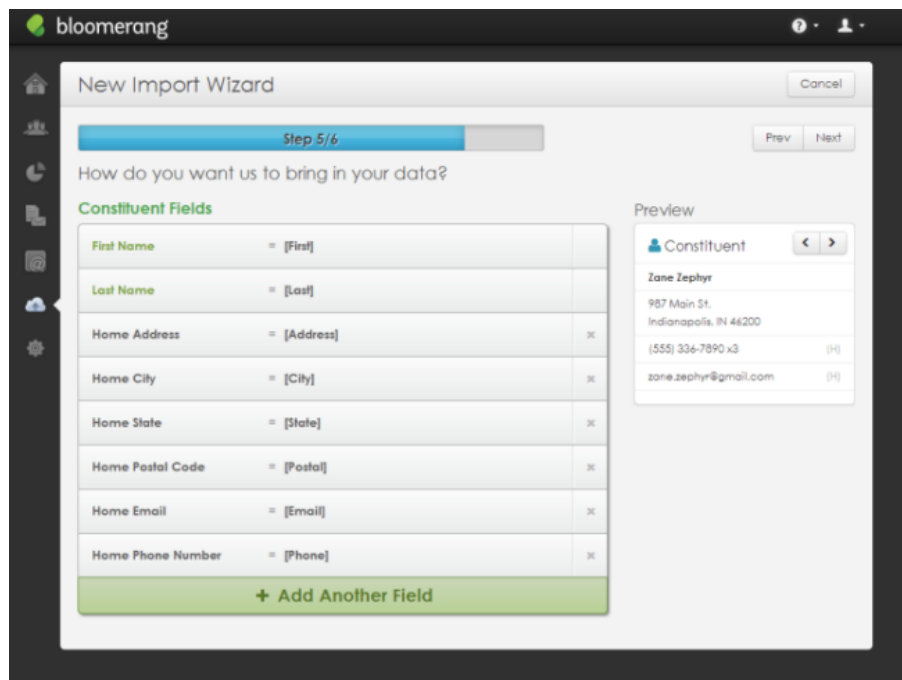 bloomerang
New Import Wizard
Cancel
Step 5/6
Prev Next
How do you want us to bring in your data?
Constituent Fields
First Name = [First]
Last Name = [Last]
Home Address = [Address] ×
Home City = [City] ×
Home State = [State] ×
Home Postal Code = [Postal] ×
Home Email = [Email] ×
Home Phone Number = [Phone] ×
+ Add Another Field
Preview
Constituent
Zane Zephyr
987 Main St.
Indianapolis, IN 46200
(555) 336-7890 x3 (H)
zane.zephyr@gmail.com (H)